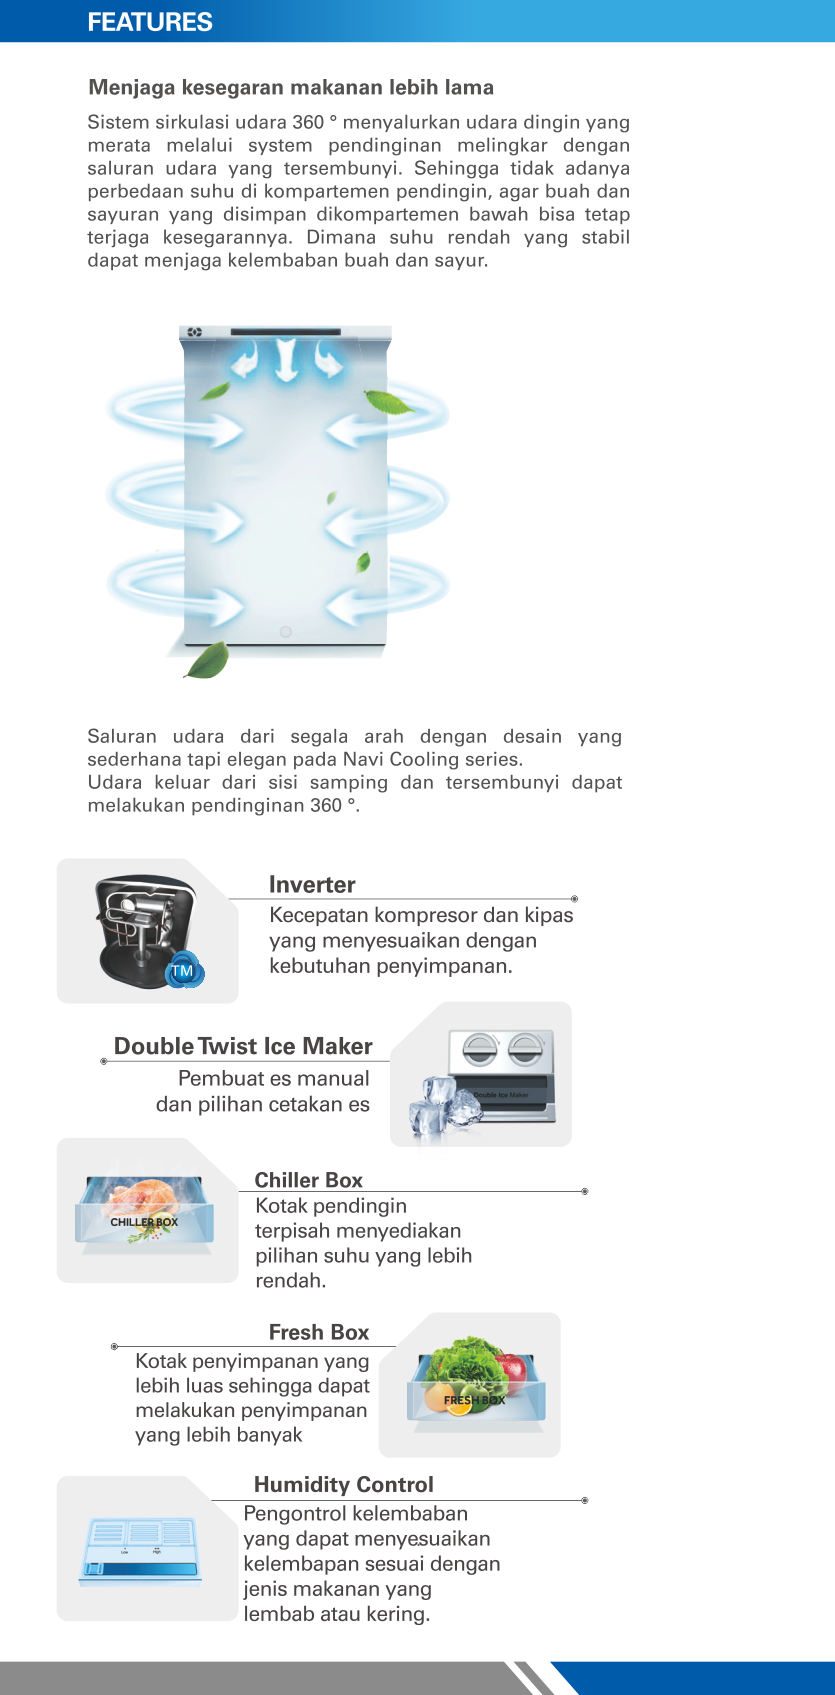 FEATURES
Menjaga kesegaran makanan lebih lama
Sistem sirkulasi udara 360 ° menyalurkan udara dingin yang
merata melalui system pendinginan melingkar dengan
saluran udara yang tersembunyi. Sehingga tidak adanya
perbedaan suhu di kompartemen pendingin, agar buah dan
sayuran yang disimpan dikompartemen bawah bisa tetap
terjaga kesegarannya. Dimana suhu rendah yang stabil
dapat menjaga kelembaban buah dan sayur.
Saluran udara dari segala arah dengan desain yang
sederhana tapi elegan pada Navi Cooling series.
Udara keluar dari sisi samping dan tersembunyi dapat
melakukan pendinginan 360 °.
Inverter
Kecepatan kompresor dan kipas
yang menyesuaikan dengan
kebutuhan penyimpanan.
TM
Double Twist Ice Maker
Pembuat es manual
dan pilihan cetakan es
Double Ice Maker
Chiller Box
Kotak pendingin
terpisah menyediakan
pilihan suhu yang lebih
rendah.
CHILLER BOX
Fresh Box
Kotak penyimpanan yang
lebih luas sehingga dapat
melakukan penyimpanan
yang lebih banyak
FRESH BOX
Humidity Control
Pengontrol kelembaban
yang dapat menyesuaikan
kelembapan sesuai dengan
jenis makanan yang
lembab atau kering.
Low High